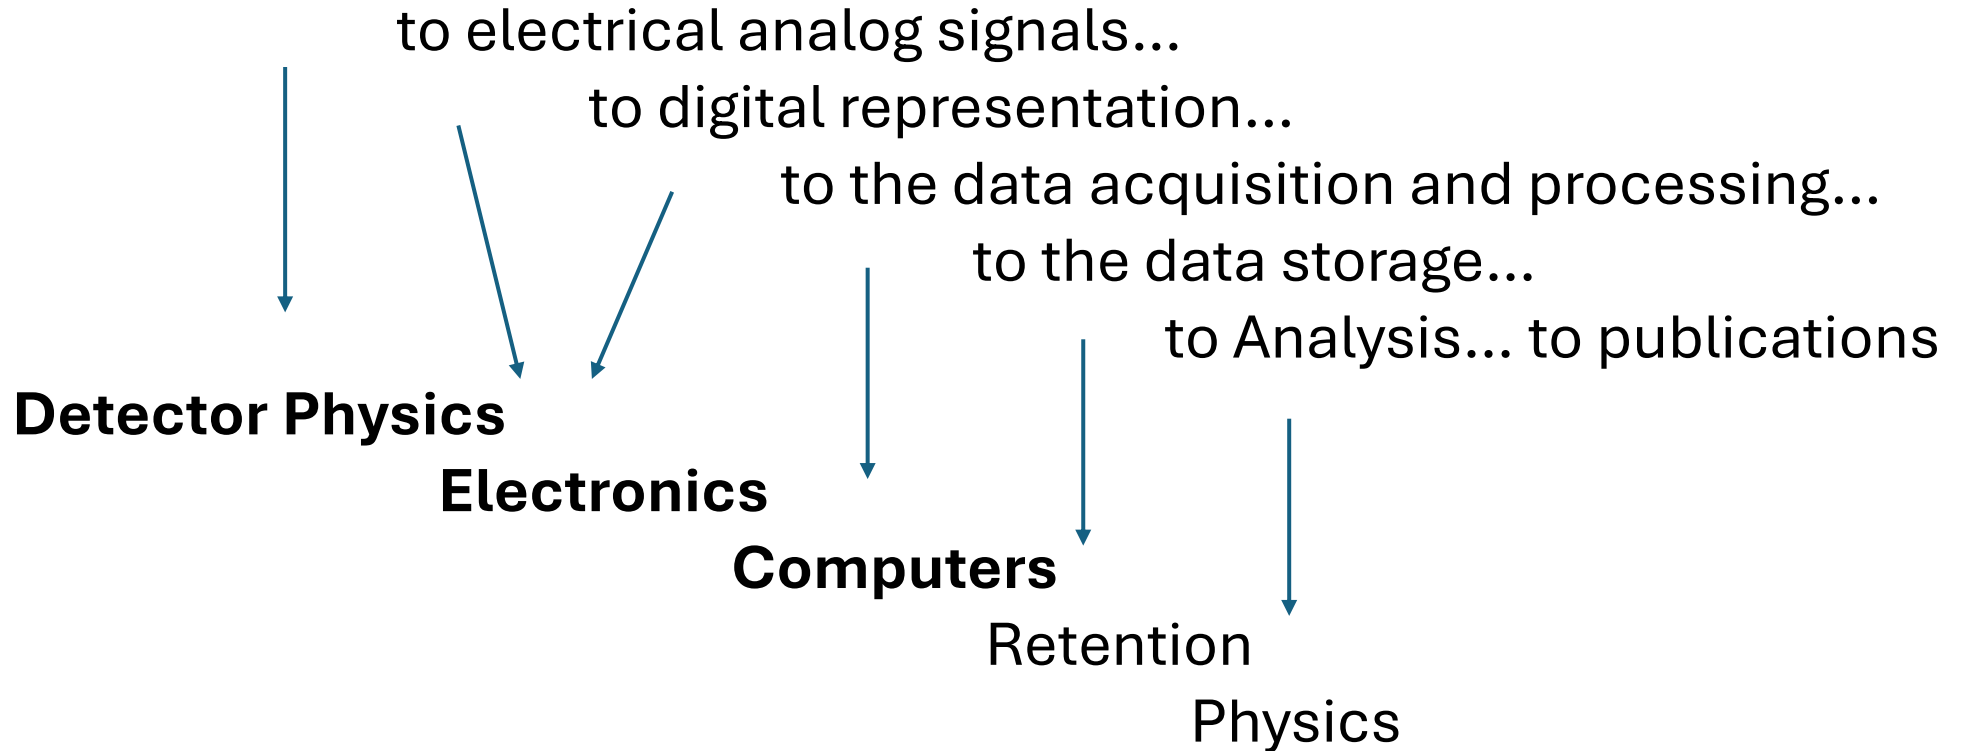 to electrical analog signals...
to digital representation...
to the data acquisition and processing...
to the data storage...
to Analysis... to publications
Detector Physics
Electronics
Computers
Retention
Physics